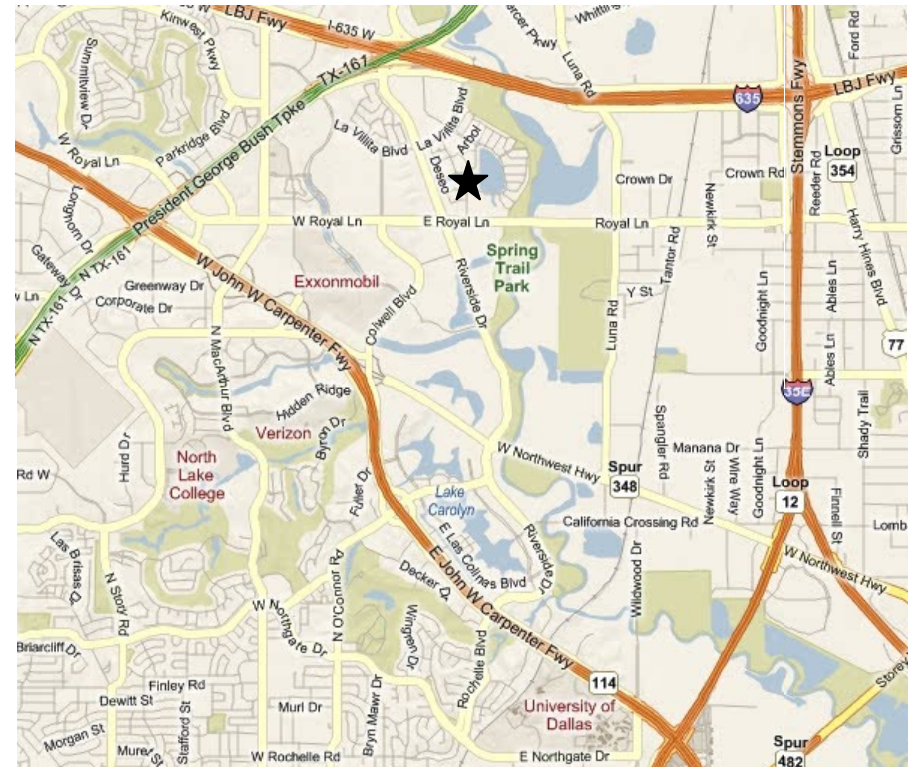 Kinwest Pkwy
LBJ Fwy
I-635 W
Luna Rd
TX-161
Summitview Dr
Parkridge Blvd
President George Bush Tpke
La Villita Blvd
La Villita Blvd
Arbol
Deseo
635
LBJ Fwy
Stemmons Fwy
Ford Rd
Grissom Ln
Loop
354
Reeder Rd
Crown Dr
Crown Rd
Newkirk St
W Royal Ln
W Royal Ln
E Royal Ln
Royal Ln
Harry Hines Blvd
Longhorn Dr
Gateway Dr
N TX-161
N TX-161
Greenway Dr
Corporate Dr
W John W Carpenter Fwy
Exxonmobil
Colwell Blvd
Riverside Dr
Spring
Trail
Park
Tantor Rd
Y St
Luna Rd
Goodnight Ln
Ables Ln
Ables Ln
77
35E
N MacArthur Blvd
Hidden Ridge
Verizon
Byron Dr
North
Lake
College
Hurd Dr
Rd W
Fuller Dr
W Northwest Hwy
Spur
348
Spangler Rd
Manana Dr
Newkirk St
Wire Way
Goodnight Ln
Shady Trail
Loop
12
Finnell St
Lake
Carolyn
California Crossing Rd
W Northwest Hwy
E Las Colinas Blvd
Riverside Dr
Wildwood Dr
Decker Dr
E John W Carpenter Fwy
N Story Rd
W Northgate Dr
N O'Connor Rd
Wingren Dr
Rochelle Blvd
Briarcliff Dr
Finley Rd
Dewitt St
Stafford St
Murl Dr
Bryn Mawr Dr
114
University of
Dallas
Morgan St
W Rochelle Rd
E Northgate Dr
Spur
482